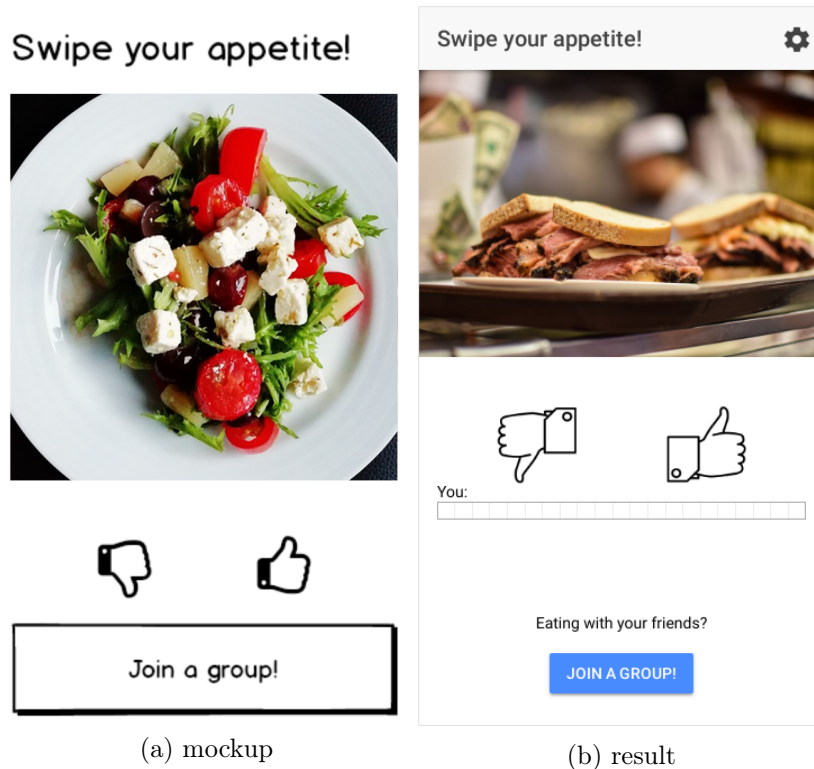 Swipe your appetite!
Join a group!
(a) mockup
Swipe your appetite!
You:
Eating with your friends?
JOIN A GROUP!
(b) result